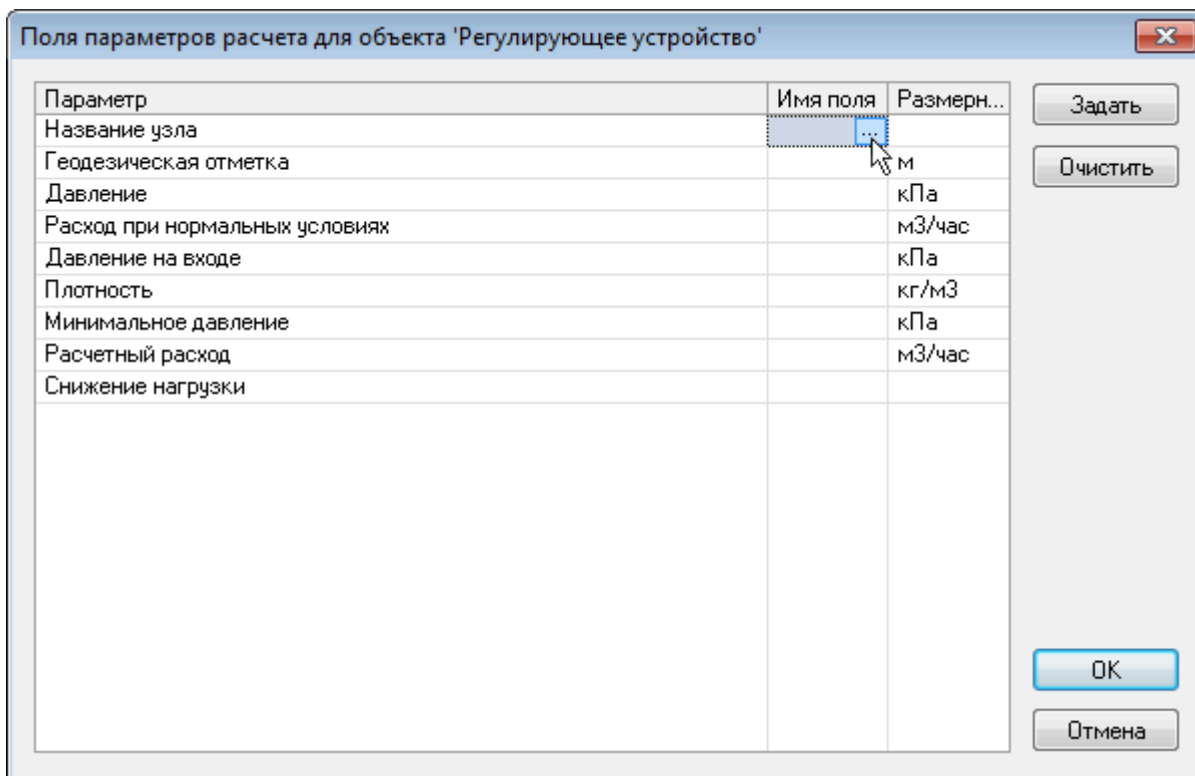 Поля параметров расчета для объекта 'Регулирующее устройство'
Параметр Имя поля Размерн... Задать
Название узла ...
Геодезическая отметка м Очистить
Давление кПа
Расход при нормальных условиях м3/час
Давление на входе кПа
Плотность кг/м3
Минимальное давление кПа
Расчетный расход м3/час
Снижение нагрузки
OK
Отмена